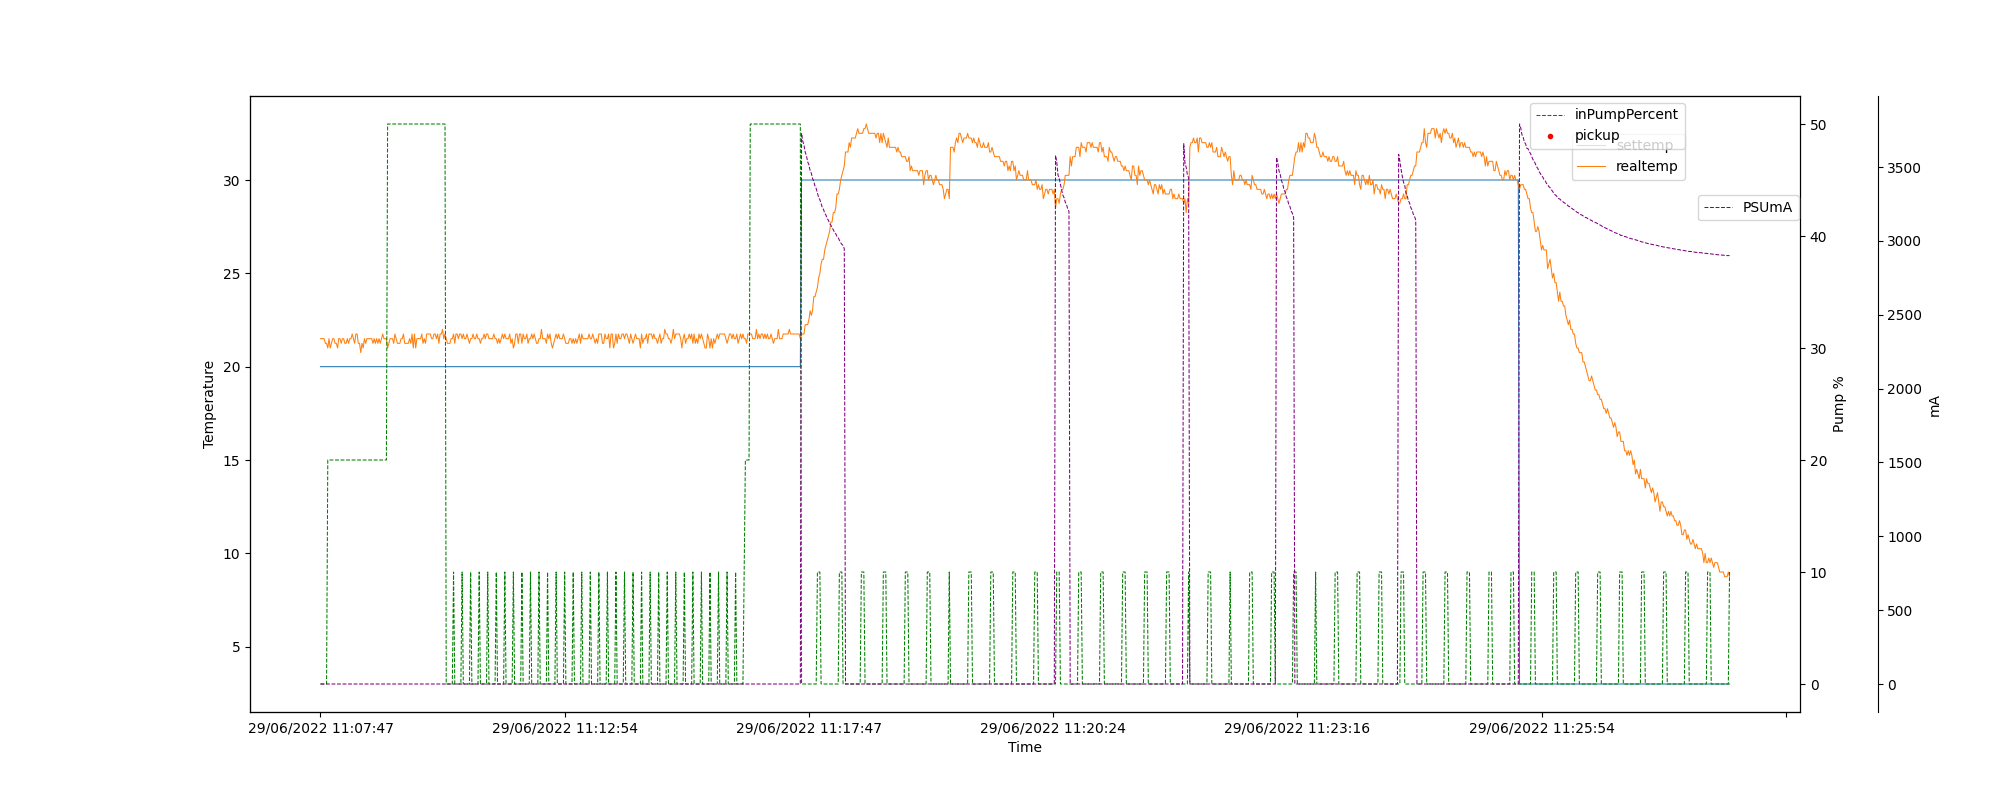 inPumpPercent
pickup
settemp
realtemp
PSUmA
30
25
20
15
10
5
Temperature
50
40
30
20
10
0
Pump %
3500
3000
2500
2000
1500
1000
500
0
mA
29/06/2022 11:07:47
29/06/2022 11:12:54
29/06/2022 11:17:47
29/06/2022 11:20:24
29/06/2022 11:23:16
29/06/2022 11:25:54
Time